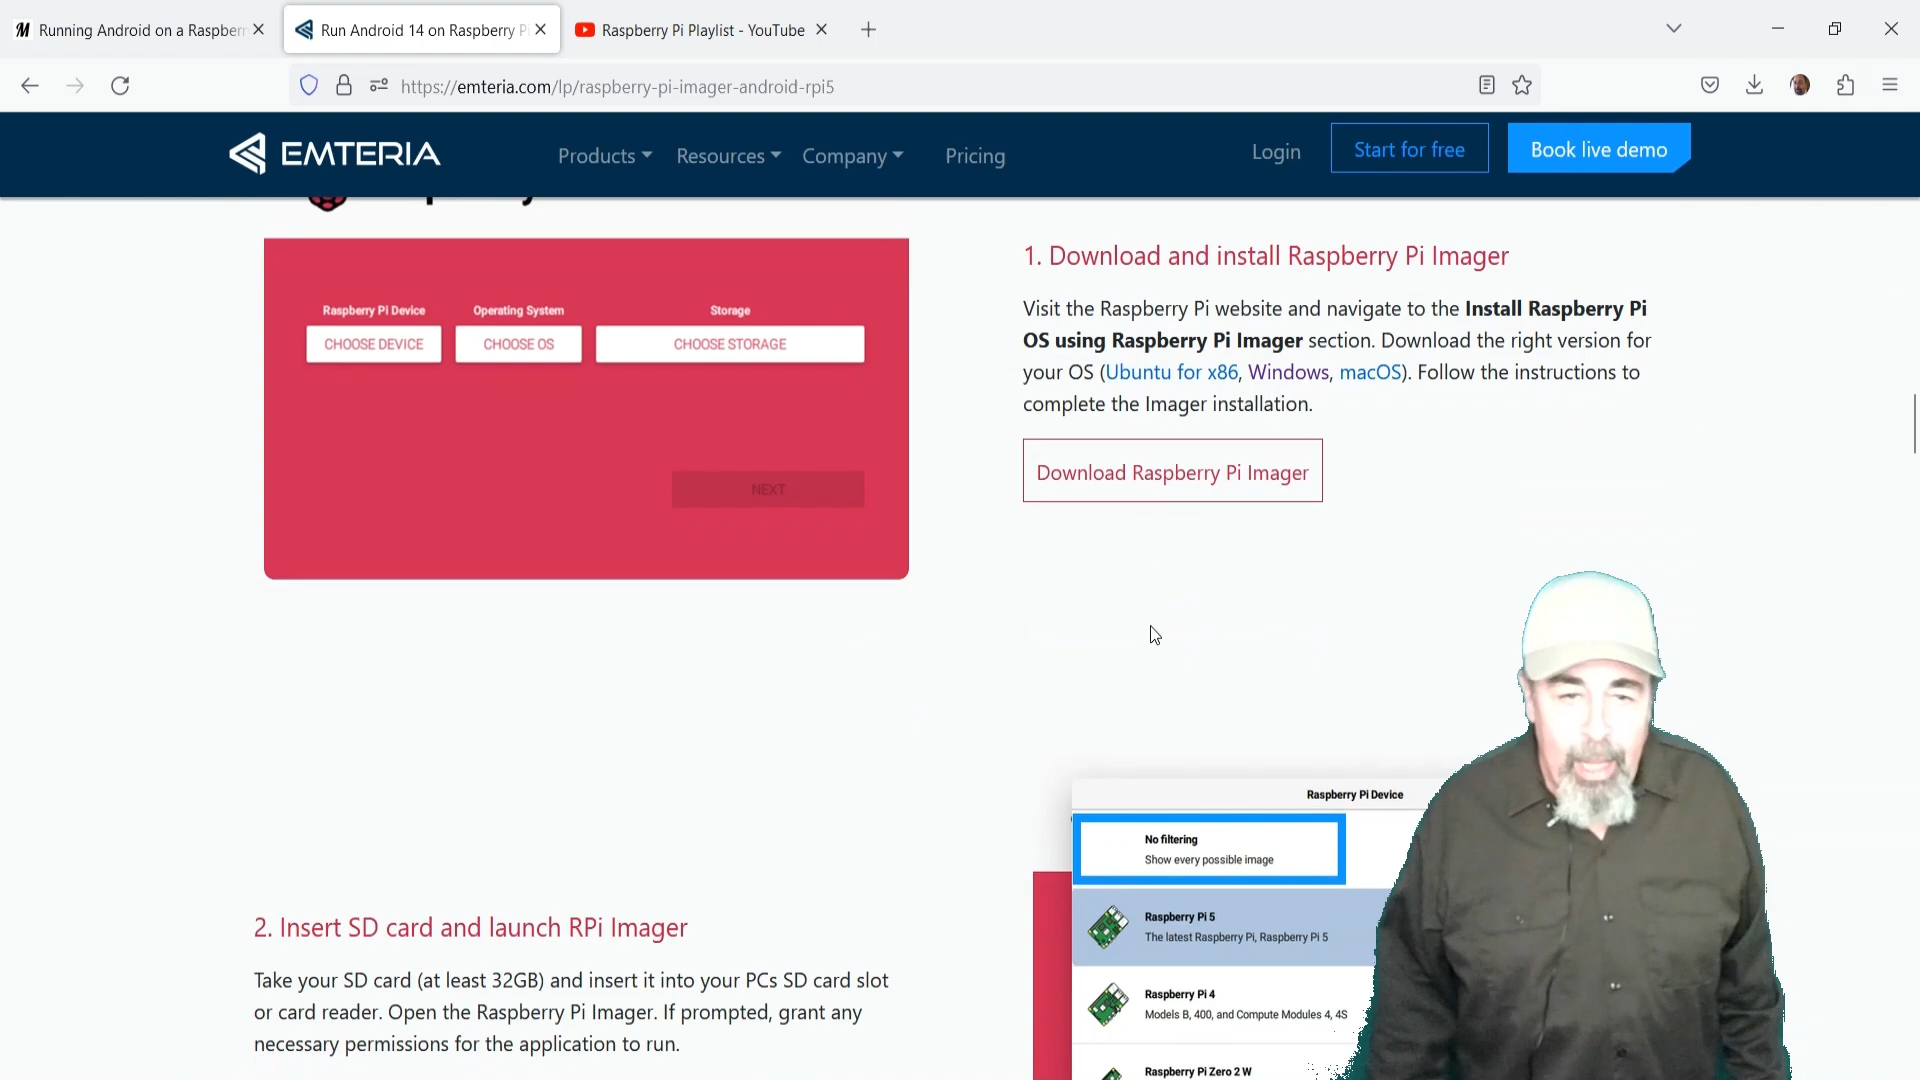 Running Android on a Raspber
Run Android 14 on Raspberry P
Raspberry Pi Playlist - YouTube
https://emteria.com/lp/raspberry-pi-imager-android-rpi5
EMTERIA
Products
Resources
Company
Pricing
Login
Start for free
Book live demo
Raspberry Pi Device
Operating System
Storage
CHOOSE DEVICE
CHOOSE OS
CHOOSE STORAGE
NEXT
1. Download and install Raspberry Pi Imager
Visit the Raspberry Pi website and navigate to the Install Raspberry Pi
OS using Raspberry Pi Imager section. Download the right version for
your OS (Ubuntu for x86, Windows, macOS). Follow the instructions to
complete the Imager installation.
Download Raspberry Pi Imager
2. Insert SD card and launch RPi Imager
Take your SD card (at least 32GB) and insert it into your PCs SD card slot
or card reader. Open the Raspberry Pi Imager. If prompted, grant any
necessary permissions for the application to run.
Raspberry Pi Device
No filtering
Show every possible image
Raspberry Pi 5
The latest Raspberry Pi, Raspberry Pi 5
Raspberry Pi 4
Models B, 400, and Compute Modules 4, 4S
Raspberry Pi Zero 2 W